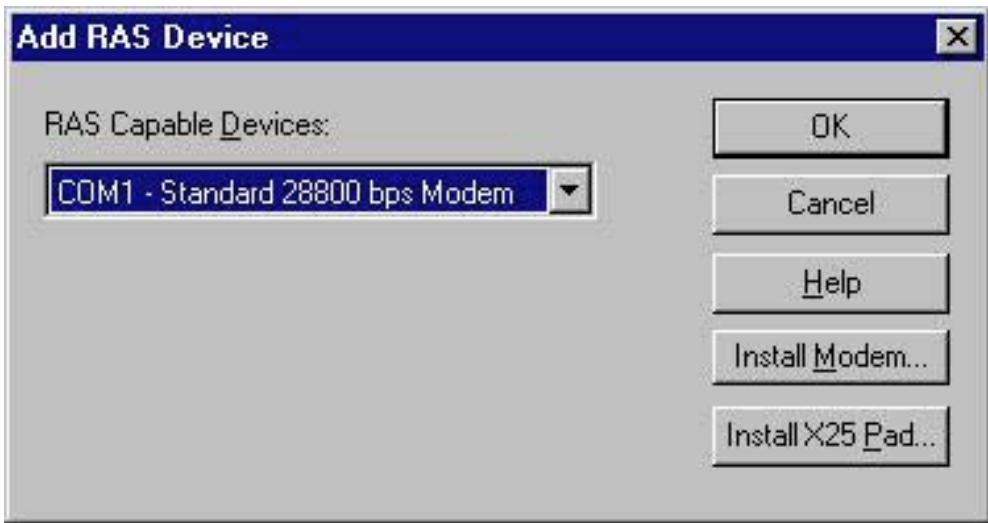 Add RAS Device
RAS Capable Devices:
COM1 - Standard 28800 bps Modem
OK
Cancel
Help
Install Modem...
Install X25 Pad...